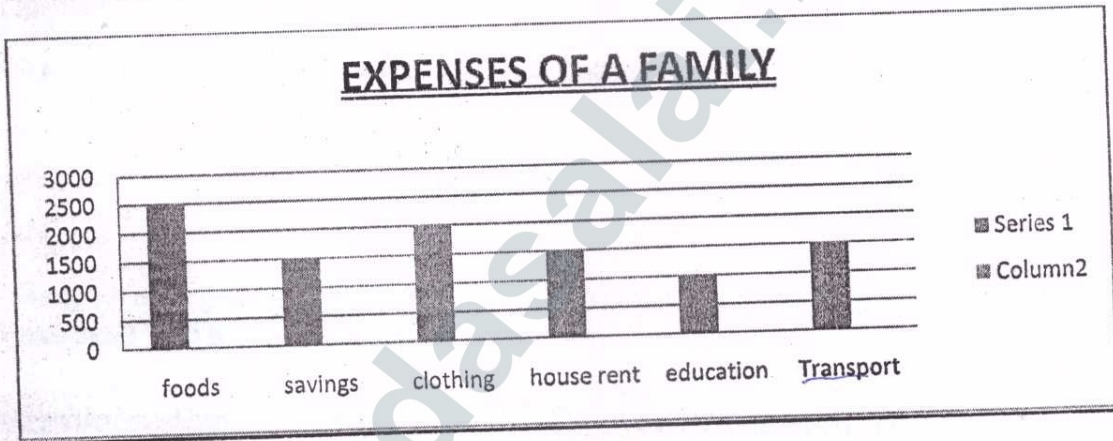 EXPENSES OF A FAMILY
3000
2500
2000
1500
1000
500
0
foods savings clothing house rent education Transport
Series 1
Column2
dasalai.